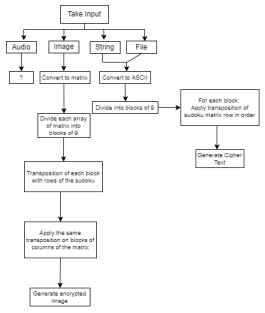 Take Input
Audio
Image
String
File
?
Convert to matrix
Convert to ASCII
Divide each array
of matrix into
blocks of 9
Divide into blocks of 9
For each block:
Apply transposition of
sudoku matrix row in order
Transposition of each block
with rows of the sudoku
Generate Cipher
Text
Apply the same
transposition on blocks of
columns of the matrix
Generate enrypted
image